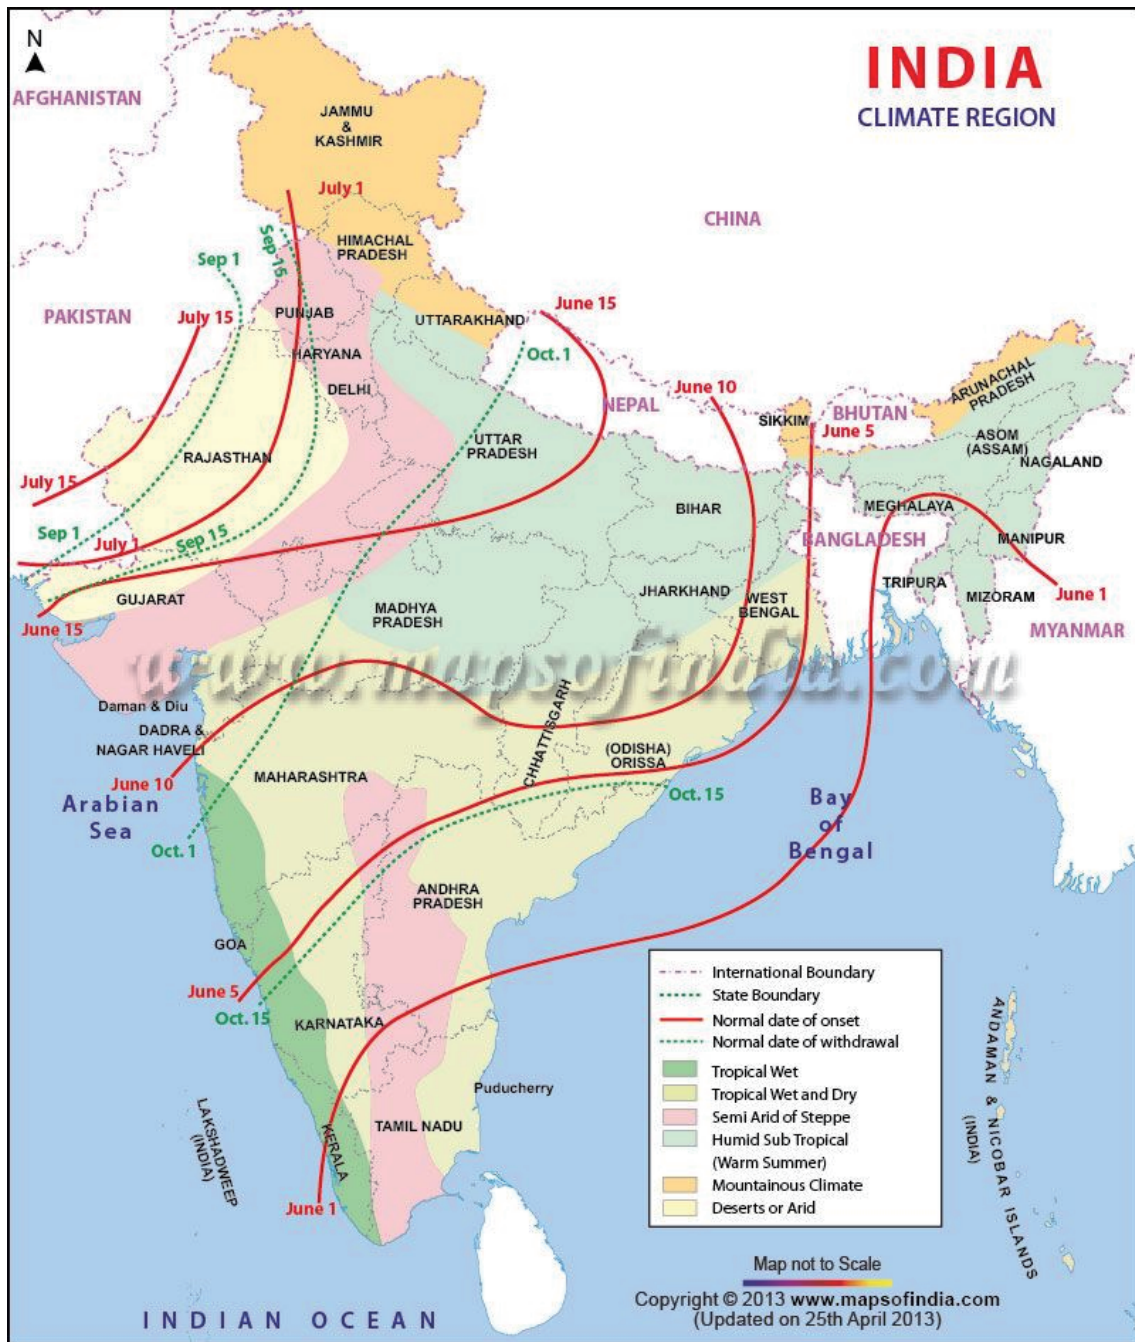 N
INDIA
CLIMATE REGION
AFGHANISTAN
JAMMU
&
KASHMIR
July 1
CHINA
HIMACHAL
PRADESH
Sep 15
Sep 1
PAKISTAN
July 15
PUNJAB
UTTARAKHAND
June 15
HARYANA
Oct. 1
DELHI
June 10
NEPAL
SIKKIM
BHUTAN
ARUNACHAL
PRADESH
June 5
RAJASTHAN
UTTAR
PRADESH
ASOM
(ASSAM)
NAGALAND
July 15
BIHAR
MEGHALAYA
Sep 1
July 1
Sep 15
BANGLADESH
MANIPUR
GUJARAT
MADHYA
PRADESH
JHARKHAND
WEST
BENGAL
TRIPURA
MIZORAM
June 1
June 15
MYANMAR
www.mapsofindia.com
Daman & Diu
DADRA &
NAGAR HAVELI
CHHATTISGARH
(ODISHA)
ORISSA
June 10
MAHARASHTRA
Arabian
Sea
Oct. 15
Bay
of
Bengal
Oct. 1
ANDHRA
PRADESH
GOA
June 5
Oct. 15
KARNATAKA
Puducherry
LAKSHADWEEP
(INDIA)
KERALA
TAMIL NADU
June 1
ANDAMAN & NICOBAR ISLANDS
(INDIA)
International Boundary
State Boundary
Normal date of onset
Normal date of withdrawal
Tropical Wet
Tropical Wet and Dry
Semi Arid of Steppe
Humid Sub Tropical
(Warm Summer)
Mountainous Climate
Deserts or Arid
Map not to Scale
Copyright © 2013 www.mapsofindia.com
(Updated on 25th April 2013)
INDIAN OCEAN